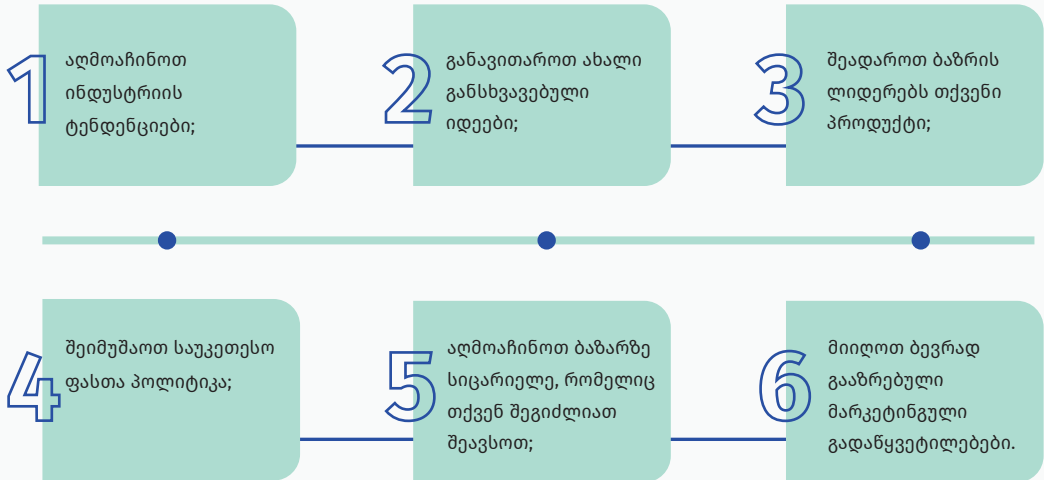 1
აღმოაჩინოთ
ინდუსტრიის
ტენდენციები;
2
განავითაროთ ახალი
განსხვავებული
იდეები;
3
შეადაროთ ბაზრის
ლიდერებს თქვენი
პროდუქტი;
4
შეიმუშაოთ საუკეთესო
ფასთა პოლიტიკა;
5
აღმოაჩინოთ ბაზარზე
სიცარიელე, რომელიც
თქვენ შეგიძლიათ
შეავსოთ;
6
მიიღოთ ბევრად
გააზრებული
მარკეტინგული
გადაწყვეტილებები.